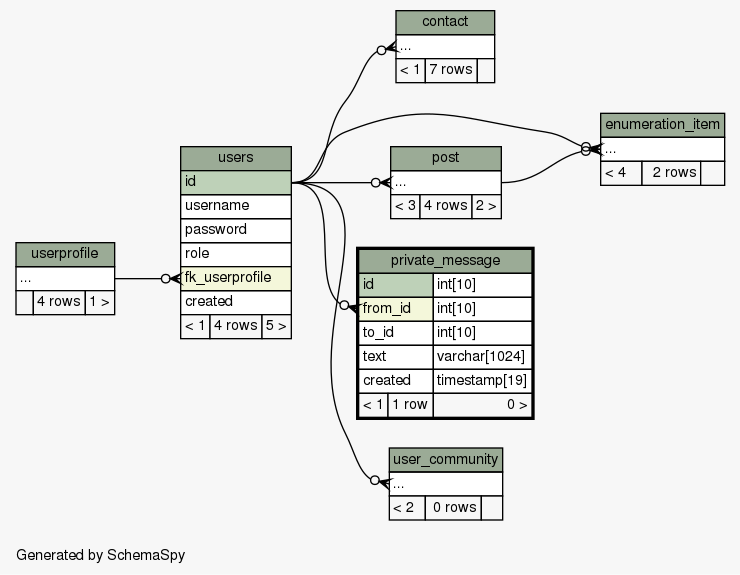 contact
...
< 1 7 rows
enumeration_item
...
< 4 2 rows
users
id
username
password
role
fk_userprofile
created
< 1 4 rows 5 >
post
...
< 3 4 rows 2 >
userprofile
...
4 rows 1 >
private_message
id int[10]
from_id int[10]
to_id int[10]
text varchar[1024]
created timestamp[19]
< 1 1 row 0 >
user_community
...
< 2 0 rows
Generated by SchemaSpy